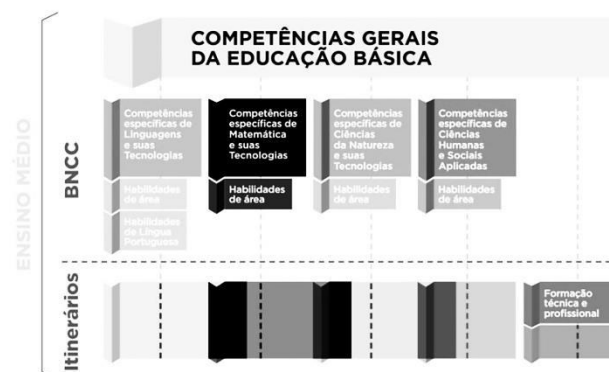 COMPETÊNCIAS GERAIS
DA EDUCAÇÃO BÁSICA
ENSINO MÉDIO
BNCC
Competências
específicas de
Linguagens
e suas
Tecnologias
Habilidades
de área
Habilidades
de Língua
Portuguesa
Competências
específicas de
Matemática
e suas
Tecnologias
Habilidades
de área
Competências
específicas de
Ciências
da Natureza
e suas
Tecnologias
Habilidades
de área
Competências
específicas de
Ciências
Humanas
e Sociais
Aplicadas
Habilidades
de área
Itinerários
Formação
técnica e
profissional